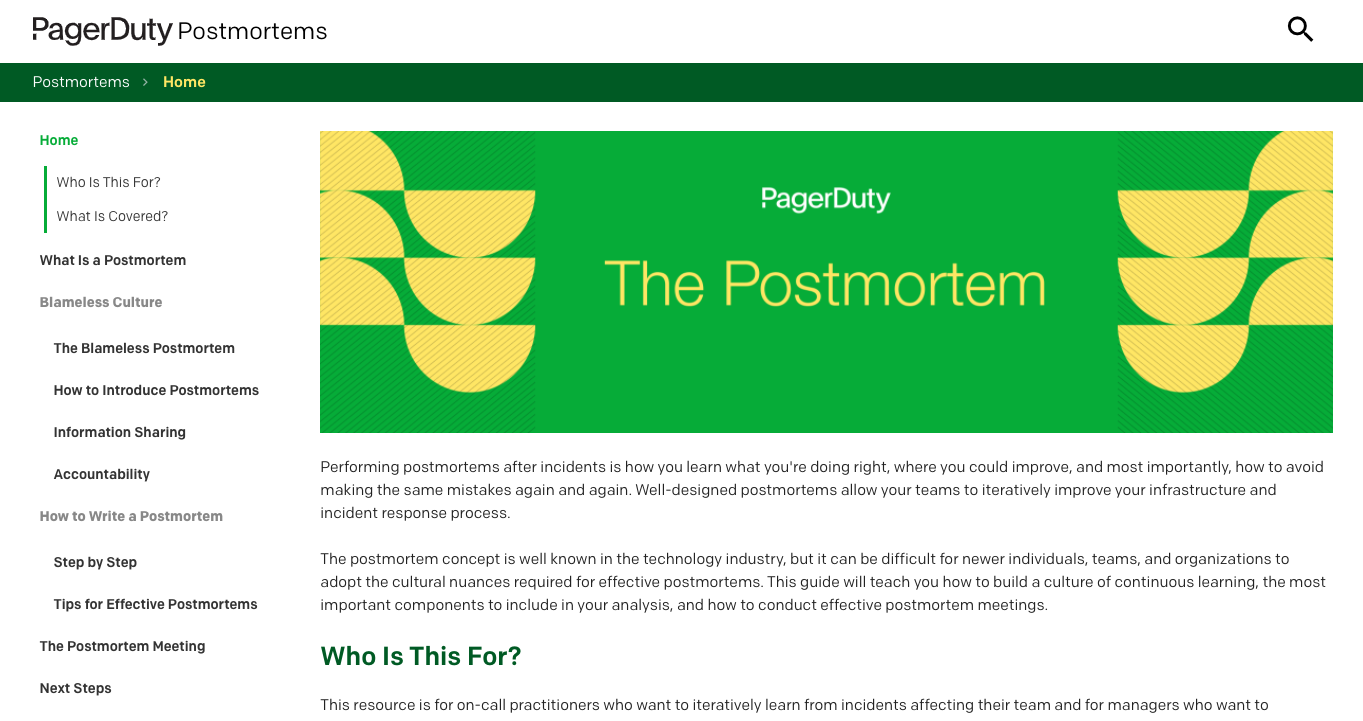 PagerDuty Postmortems
Postmortems › Home
Home
Who Is This For?
What Is Covered?
What Is a Postmortem
Blameless Culture
The Blameless Postmortem
How to Introduce Postmortems
Information Sharing
Accountability
How to Write a Postmortem
Step by Step
Tips for Effective Postmortems
The Postmortem Meeting
Next Steps
PagerDuty
The Postmortem
Performing postmortems after incidents is how you learn what you're doing right, where you could improve, and most importantly, how to avoid
making the same mistakes again and again. Well-designed postmortems allow your teams to iteratively improve your infrastructure and
incident response process.
The postmortem concept is well known in the technology industry, but it can be difficult for newer individuals, teams, and organizations to
adopt the cultural nuances required for effective postmortems. This guide will teach you how to build a culture of continuous learning, the most
important components to include in your analysis, and how to conduct effective postmortem meetings.
Who Is This For?
This resource is for on-call practitioners who want to iteratively learn from incidents affecting their team and for managers who want to